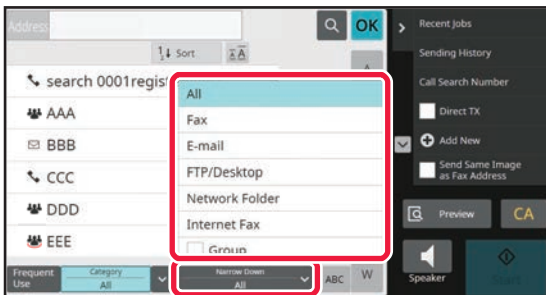 Address
OK
Sort
A
search 0001regist
AAA
BBB
CCC
DDD
EEE
All
Fax
E-mail
FTP/Desktop
Network Folder
Internet Fax
Group
Frequent Use
Category
All
Narrow Down
All
ABC
W
Recent Jobs
Sending History
Call Search Number
Direct TX
Add New
Send Same Image
as Fax Address
Preview
CA
Speaker
Start